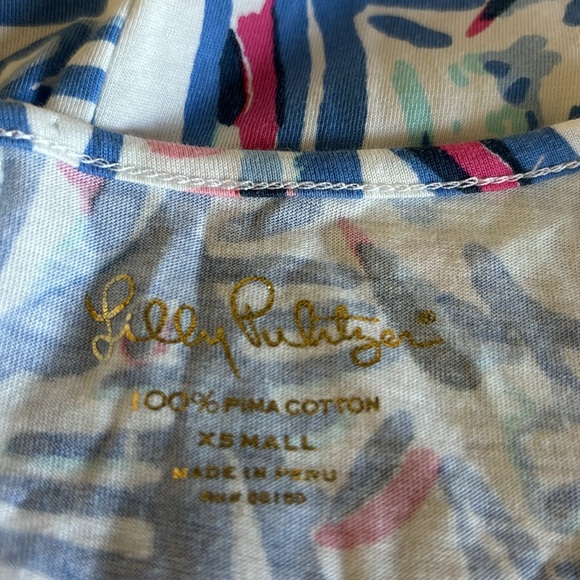 Lilly Pulitzer®
100% PIMA COTTON
XSMALL
MADE IN PERU